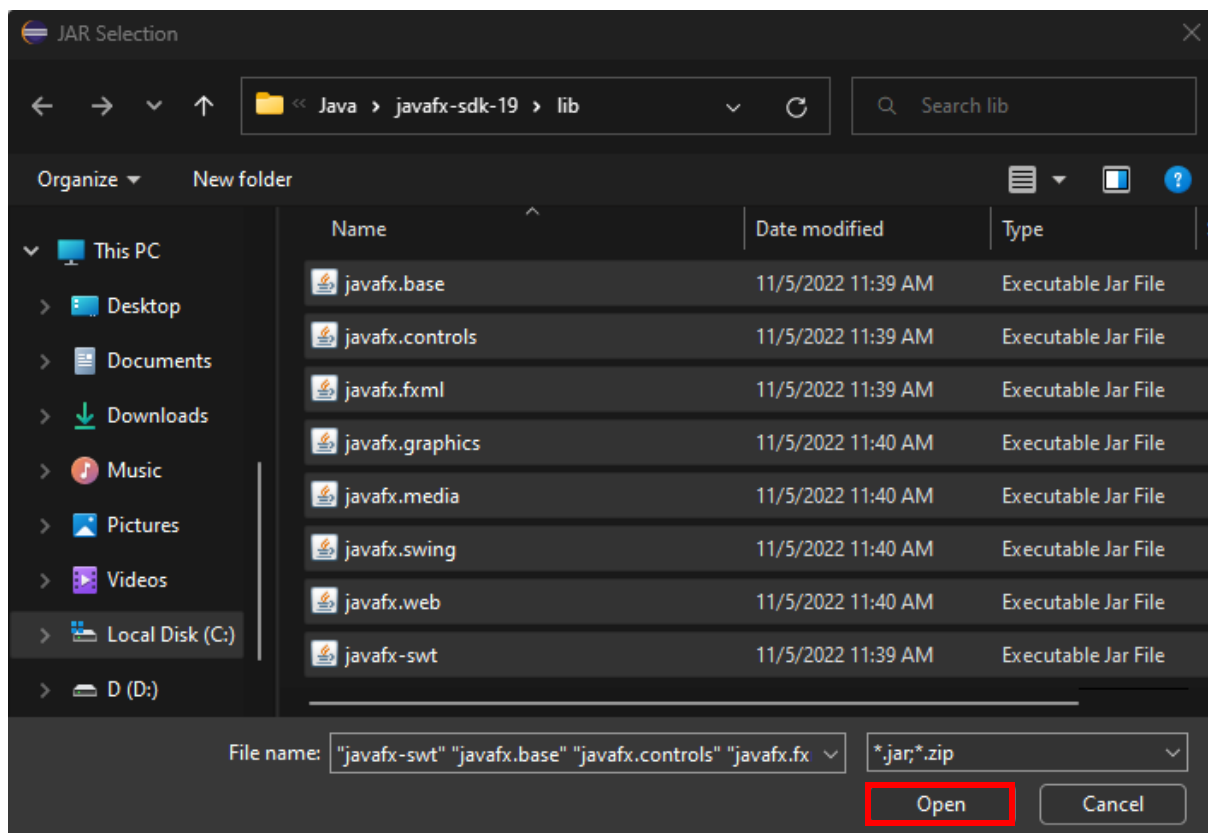 JAR Selection
« Java › javafx-sdk-19 › lib
Search lib
Organize
New folder
This PC
Desktop
Documents
Downloads
Music
Pictures
Videos
Local Disk (C:)
D (D:)
Name Date modified Type
javafx.base 11/5/2022 11:39 AM Executable Jar File
javafx.controls 11/5/2022 11:39 AM Executable Jar File
javafx.fxml 11/5/2022 11:39 AM Executable Jar File
javafx.graphics 11/5/2022 11:40 AM Executable Jar File
javafx.media 11/5/2022 11:40 AM Executable Jar File
javafx.swing 11/5/2022 11:40 AM Executable Jar File
javafx.web 11/5/2022 11:40 AM Executable Jar File
javafx-swt 11/5/2022 11:39 AM Executable Jar File
File name: "javafx-swt" "javafx.base" "javafx.controls" "javafx.fx
*.jar;*.zip
Open
Cancel